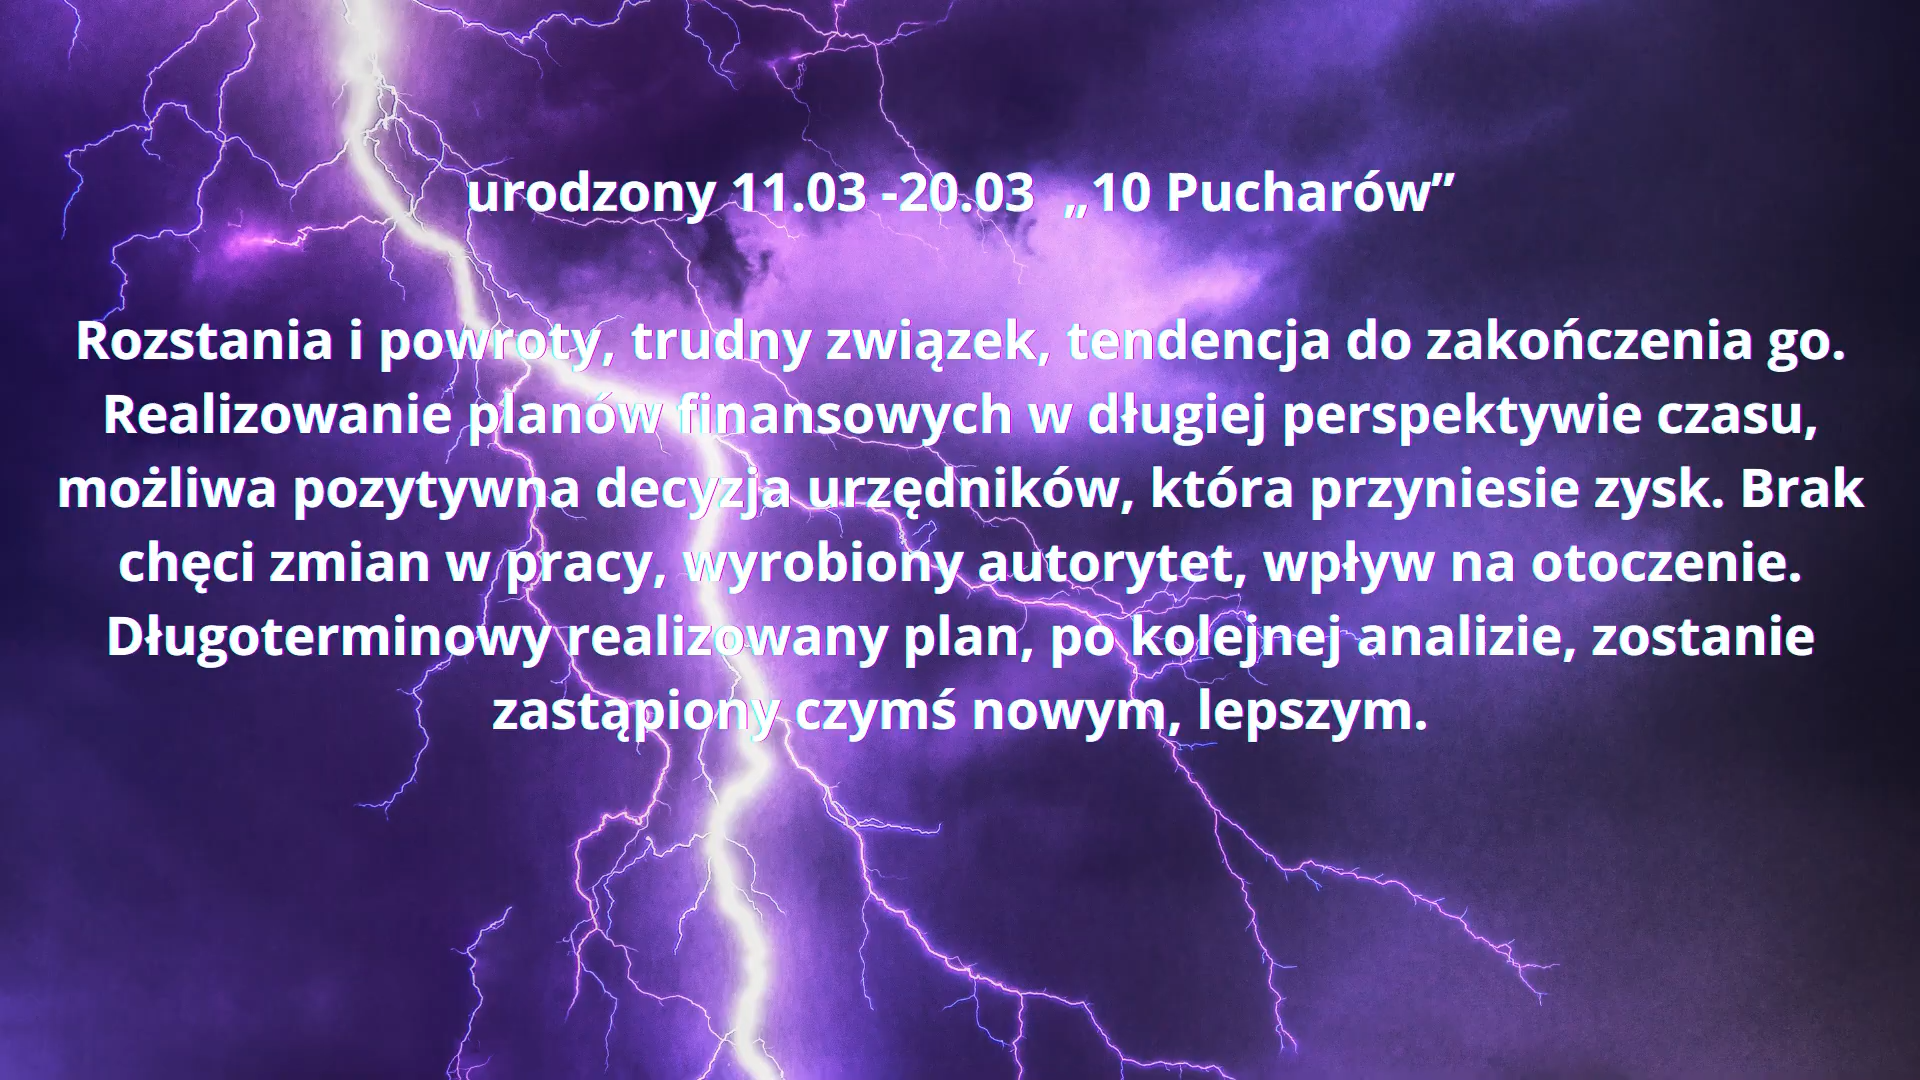 urodzony 11.03 -20.03  „10 Pucharów”
Rozstania i powroty, trudny związek, tendencja do zakończenia go.
Realizowanie planów finansowych w długiej perspektywie czasu,
możliwa pozytywna decyzja urzędników, która przyniesie zysk. Brak
chęci zmian w pracy, wyrobiony autorytet, wpływ na otoczenie.
Długoterminowy realizowany plan, po kolejnej analizie, zostanie
zastąpiony czymś nowym, lepszym.